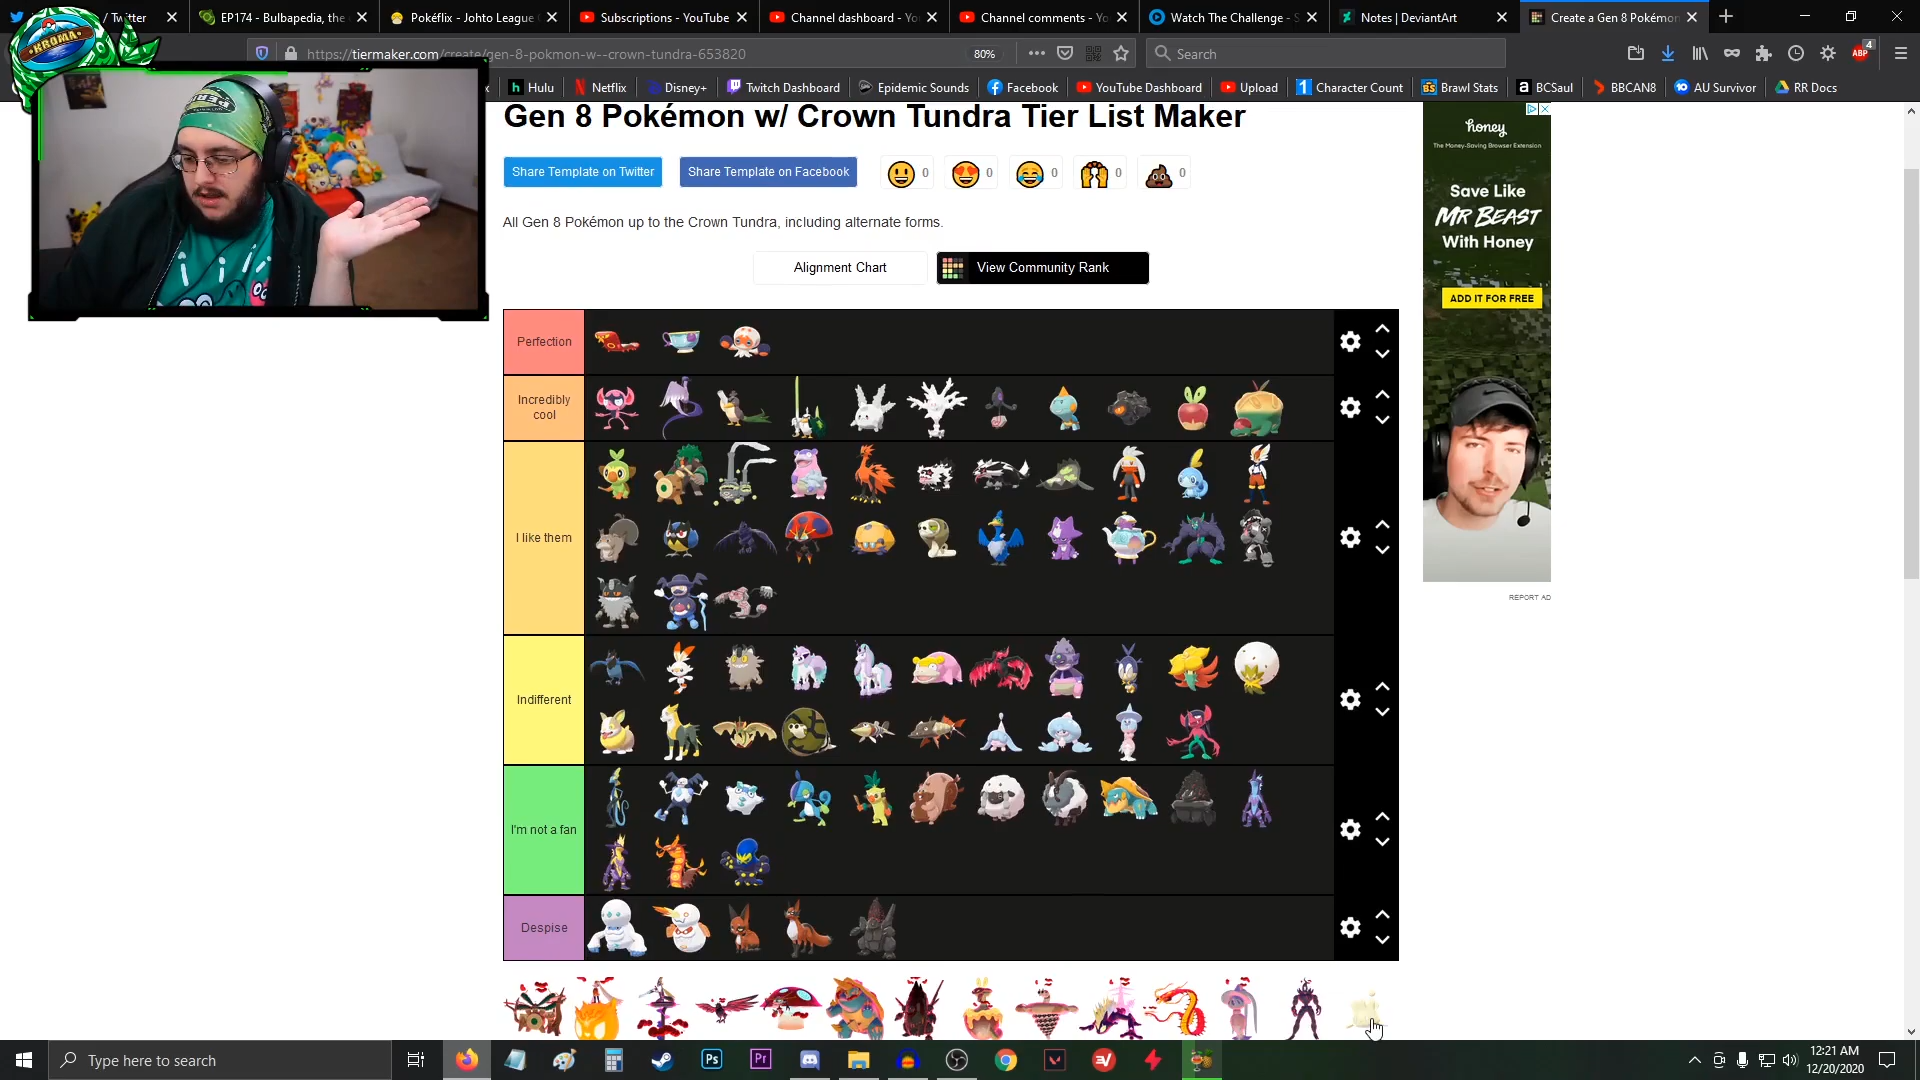 / Twitter
EP174 - Bulbapedia, the
Pokéflix - Johto League
Subscriptions - YouTube
Channel dashboard - Yo
Channel comments - Yo
Watch The Challenge - S
Notes | DeviantArt
Create a Gen 8 Pokémon
KROMA
https://tiermaker.com/create/gen-8-pokmon-w--crown-tundra-653820
80%
Search
4
ABP
Hulu
Netflix
Disney+
Twitch Dashboard
Epidemic Sounds
Facebook
YouTube Dashboard
Upload
Character Count
Brawl Stats
BCSaul
BBCAN8
AU Survivor
RR Docs
Gen 8 Pokémon w/ Crown Tundra Tier List Maker
Share Template on Twitter
Share Template on Facebook
0
0
0
0
0
All Gen 8 Pokémon up to the Crown Tundra, including alternate forms.
Alignment Chart
View Community Rank
Perfection
Incredibly
cool
I like them
Indifferent
I'm not a fan
Despise
honey
The Money-Saving Browser Extension
Save Like
MR BEAST
With Honey
ADD IT FOR FREE
REPORT AD
Type here to search
Ps
Pr
12:21 AM
12/20/2020